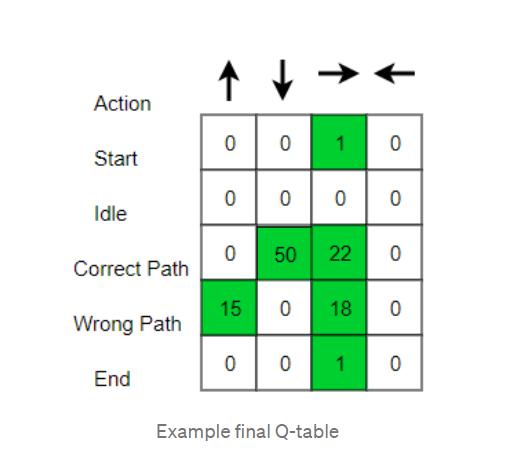 Action
Start 0 0 1 0
Idle 0 0 0 0
Correct Path 0 50 22 0
Wrong Path 15 0 18 0
End 0 0 1 0
Example final Q-table